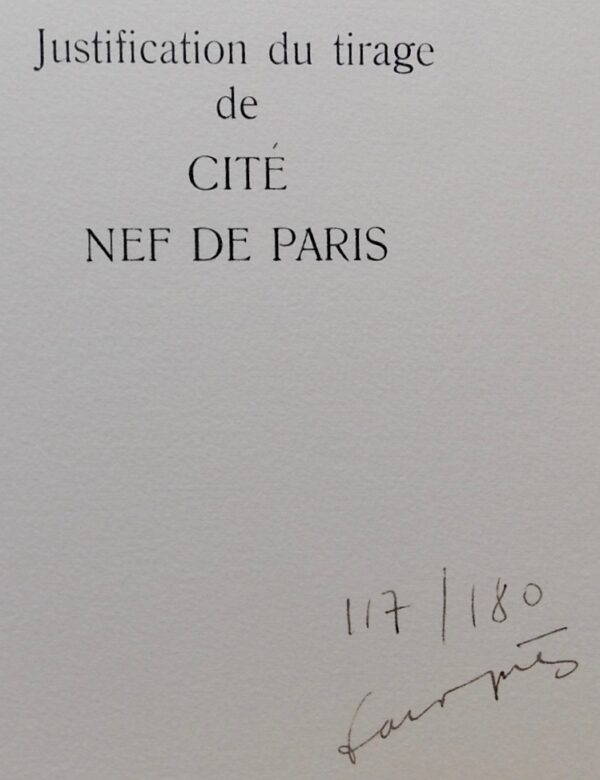 Justification du tirage
de
CITÉ
NEF DE PARIS
117/180